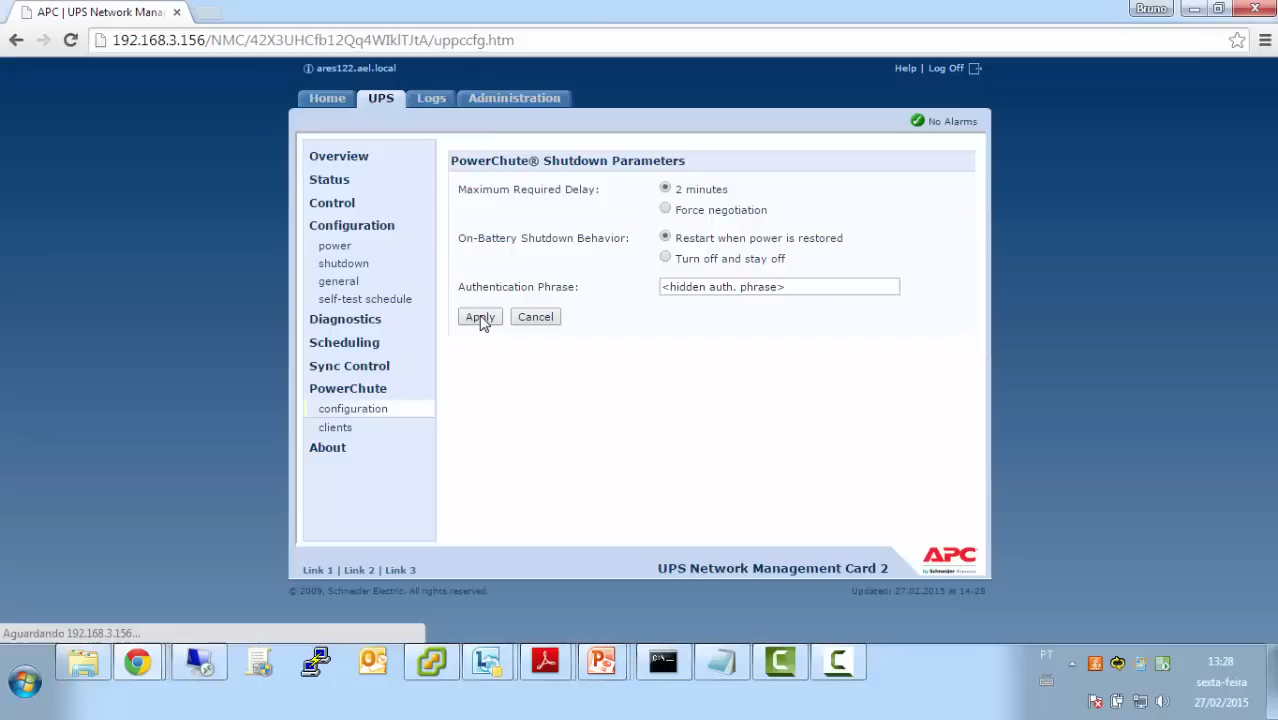 APC | UPS Network Mana
Bruno
192.168.3.156/NMC/42X3UHCfb12Qq4WIklTJtA/uppccfg.htm
ares122.ael.local
Help | Log Off
Home
UPS
Logs
Administration
No Alarms
Overview
Status
Control
Configuration
power
shutdown
general
self-test schedule
Diagnostics
Scheduling
Sync Control
PowerChute
configuration
clients
About
PowerChute® Shutdown Parameters
Maximum Required Delay:
2 minutes
Force negotiation
On-Battery Shutdown Behavior:
Restart when power is restored
Turn off and stay off
Authentication Phrase:
<hidden auth. phrase>
Apply
Cancel
Link 1 | Link 2 | Link 3
UPS Network Management Card 2
APC
by Schneider Electric
© 2009, Schneider Electric. All rights reserved.
Updated: 27.02.2015 at 14:28
Aguardando 192.168.3.156...
PT
13:28
sexta-feira
27/02/2015